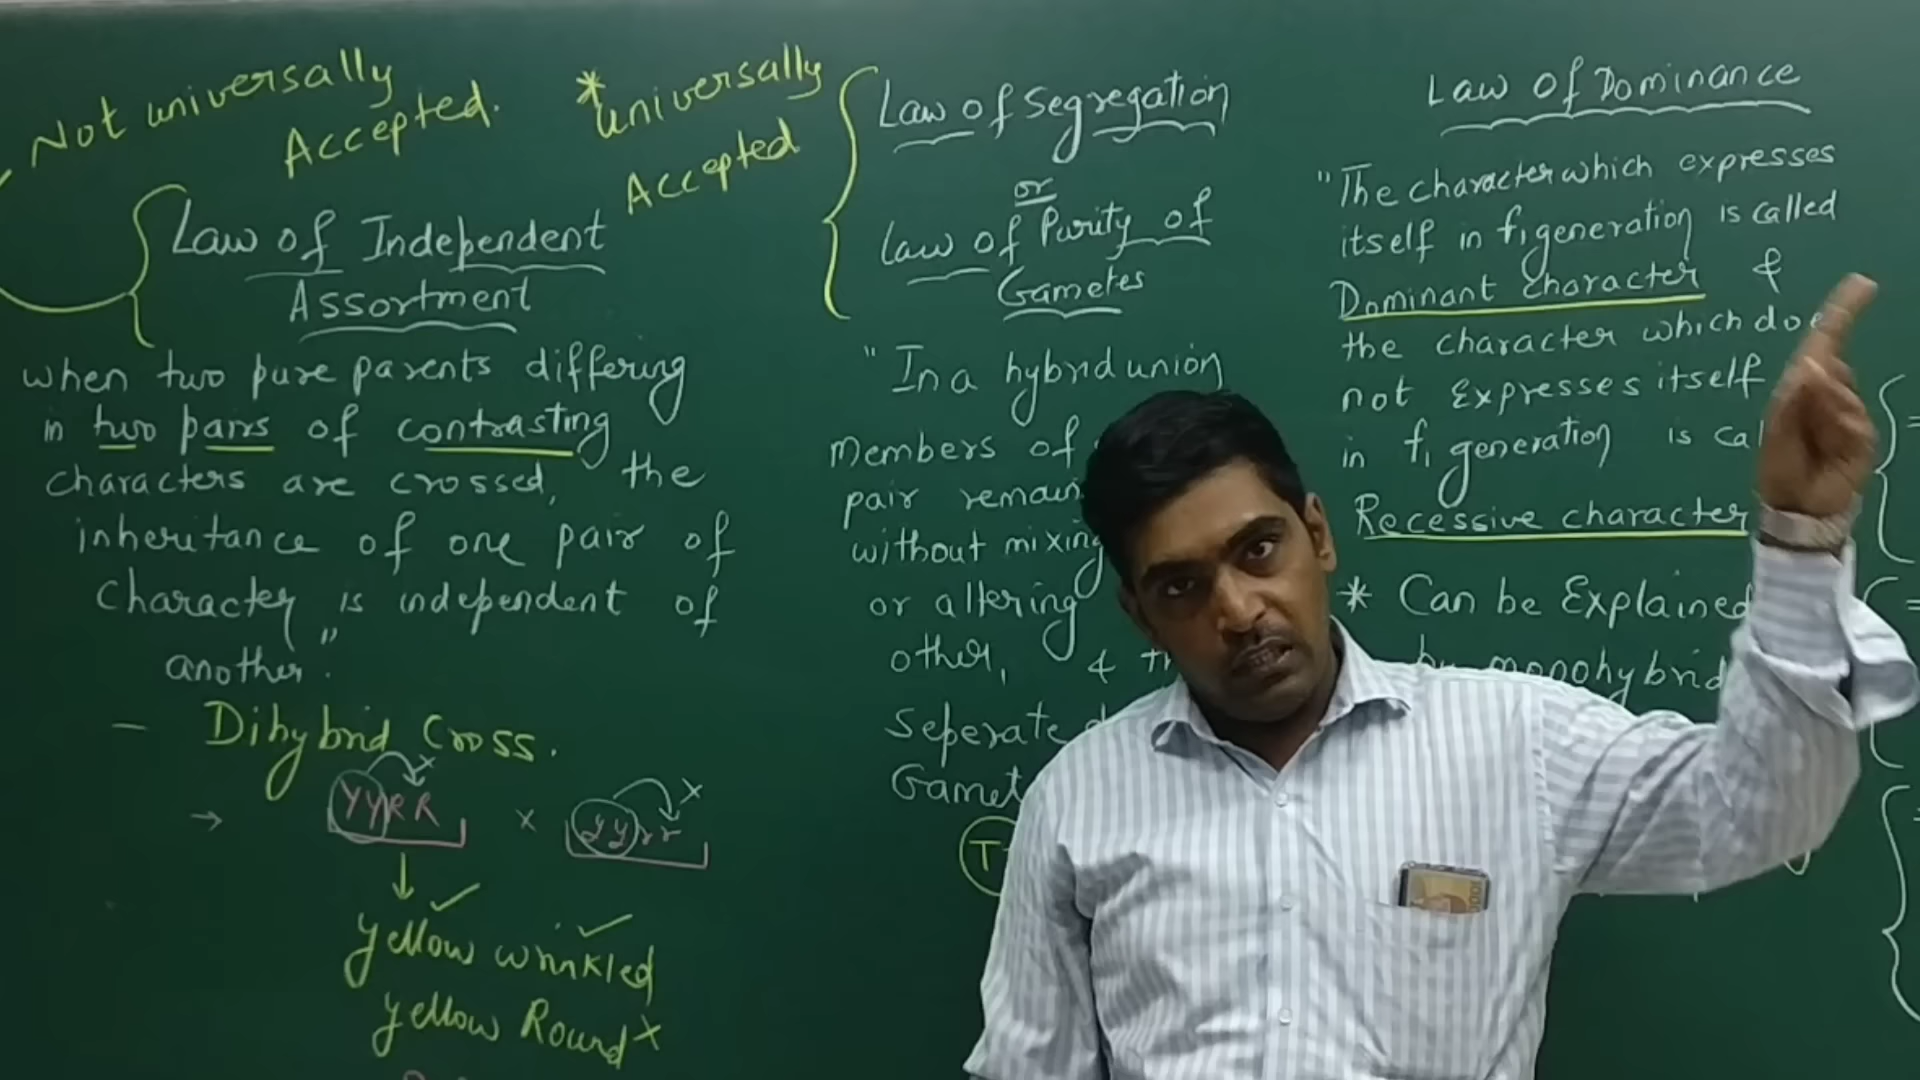 Not universally
Accepted.
Law of Independent
Assortment
when two pure parents differing
in two pairs of contrasting
characters are crossed, the
inheritance of one pair of
character is independent of
another."
- Dihybrid Cross.
→ YYRR × yyrr
yellow wrinkled
yellow Round ×
* universally
Accepted
Law of Segregation
or
Law of Purity of
Gametes
"In a hybrid union
members of
pair remain
without mixing
or altering
other, &
Seperate
T
Law of Dominance
"The character which expresses
itself in f1 generation is called
Dominant character &
the character which
not Expresses itself
in f1 generation is
Recessive character
* Can be Explained
by monohybrid